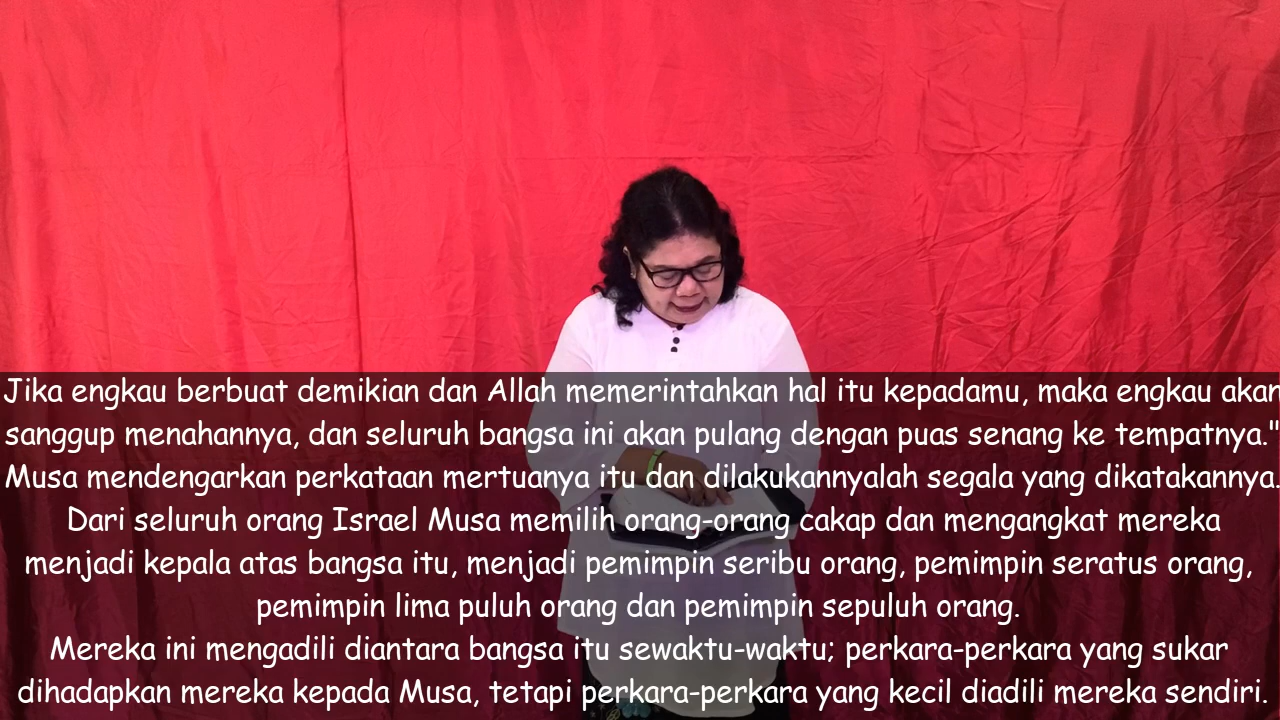 Jika engkau berbuat demikian dan Allah memerintahkan hal itu kepadamu, maka engkau akan
sanggup menahannya, dan seluruh bangsa ini akan pulang dengan puas senang ke tempatnya."
Musa mendengarkan perkataan mertuanya itu dan dilakukannyalah segala yang dikatakannya.
Dari seluruh orang Israel Musa memilih orang-orang cakap dan mengangkat mereka
menjadi kepala atas bangsa itu, menjadi pemimpin seribu orang, pemimpin seratus orang,
pemimpin lima puluh orang dan pemimpin sepuluh orang.
Mereka ini mengadili diantara bangsa itu sewaktu-waktu; perkara-perkara yang sukar
dihadapkan mereka kepada Musa, tetapi perkara-perkara yang kecil diadili mereka sendiri.